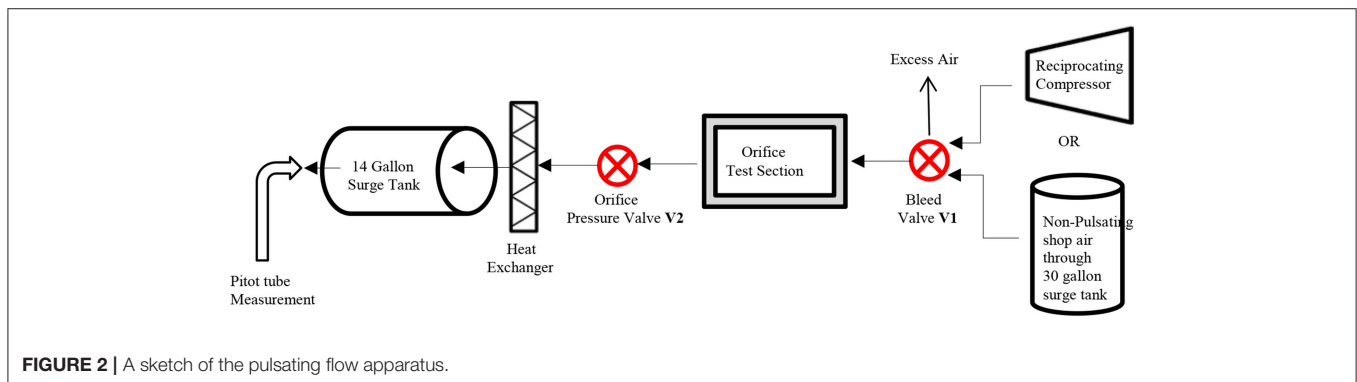 Excess Air
Reciprocating
Compressor
OR
14 Gallon
Surge Tank
Orifice
Test Section
Orifice
Pressure Valve V2
Bleed
Valve V1
Non-Pulsating
shop air
through
30 gallon
surge tank
Heat
Exchanger
Pitot tube
Measurement
FIGURE 2 | A sketch of the pulsating flow apparatus.